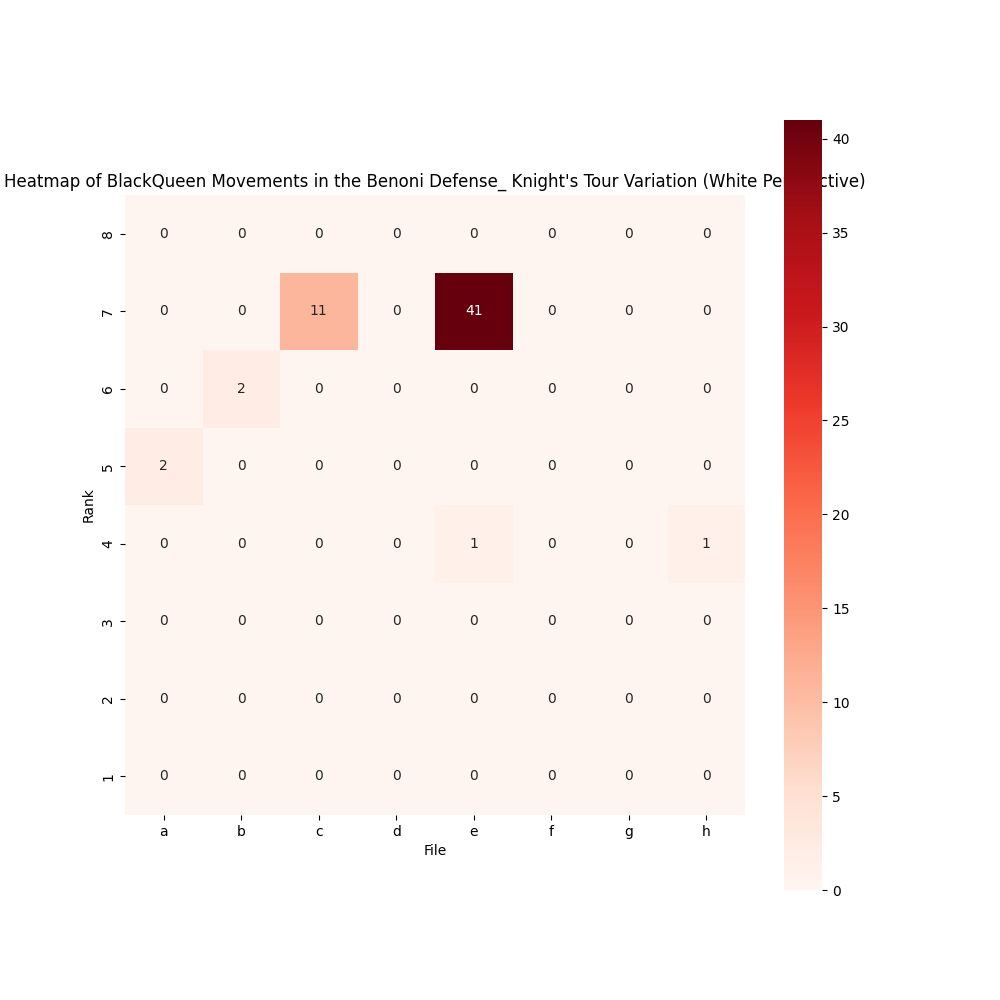 Heatmap of BlackQueen Movements in the Benoni Defense_ Knight's Tour Variation (White Pe ctive)
8 0 0 0 0 0 0 0 0
7 0 0 11 0 41 0 0 0
6 0 2 0 0 0 0 0 0
5 2 0 0 0 0 0 0 0
Rank
4 0 0 0 0 1 0 0 1
3 0 0 0 0 0 0 0 0
2 0 0 0 0 0 0 0 0
1 0 0 0 0 0 0 0 0
a b c d e f g h
File
40
35
30
25
20
15
10
5
0